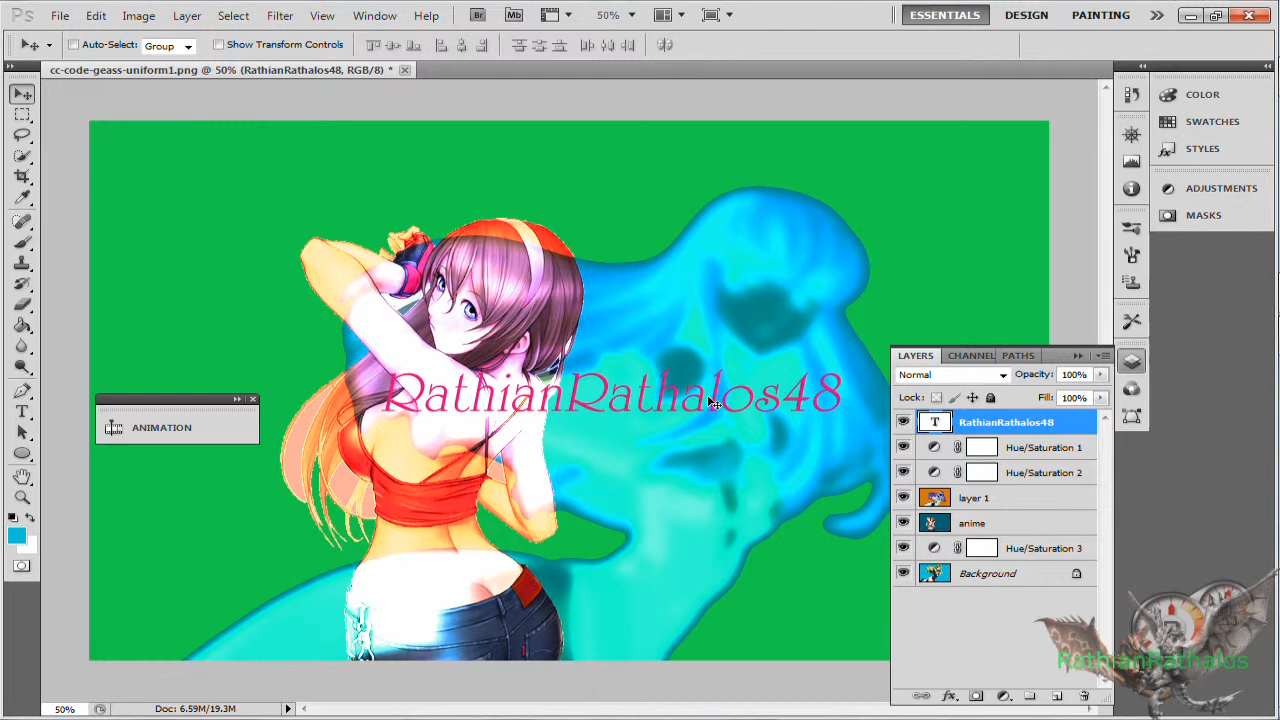 Ps File Edit Image Layer Select Filter View Window Help Br Mb 50% ESSENTIALS DESIGN PAINTING
Auto-Select: Group Show Transform Controls
cc-code-geass-uniform1.png @ 50% (RathianRathalos48, RGB/8) *
COLOR
SWATCHES
STYLES
ADJUSTMENTS
MASKS
RathianRathalos48
ANIMATION
LAYERS CHANNEL PATHS
Normal Opacity: 100%
Lock: Fill: 100%
T RathianRathalos48
Hue/Saturation 1
Hue/Saturation 2
layer 1
anime
Hue/Saturation 3
Background
RathianRathalos
50% Doc: 6.59M/19.3M